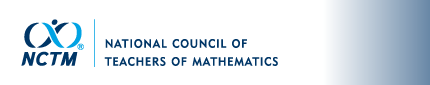 NATIONAL COUNCIL OF
NCTM® TEACHERS OF MATHEMATICS